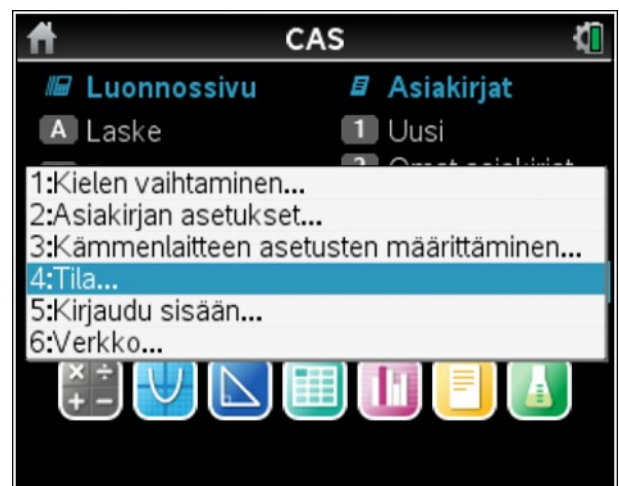 CAS
Luonnossivu
Asiakirjat
A Laske
1 Uusi
1:Kielen vaihtaminen...
2:Asiakirjan asetukset...
3:Kämmenlaitteen asetusten määrittäminen...
4:Tila...
5:Kirjaudu sisään...
6:Verkko...